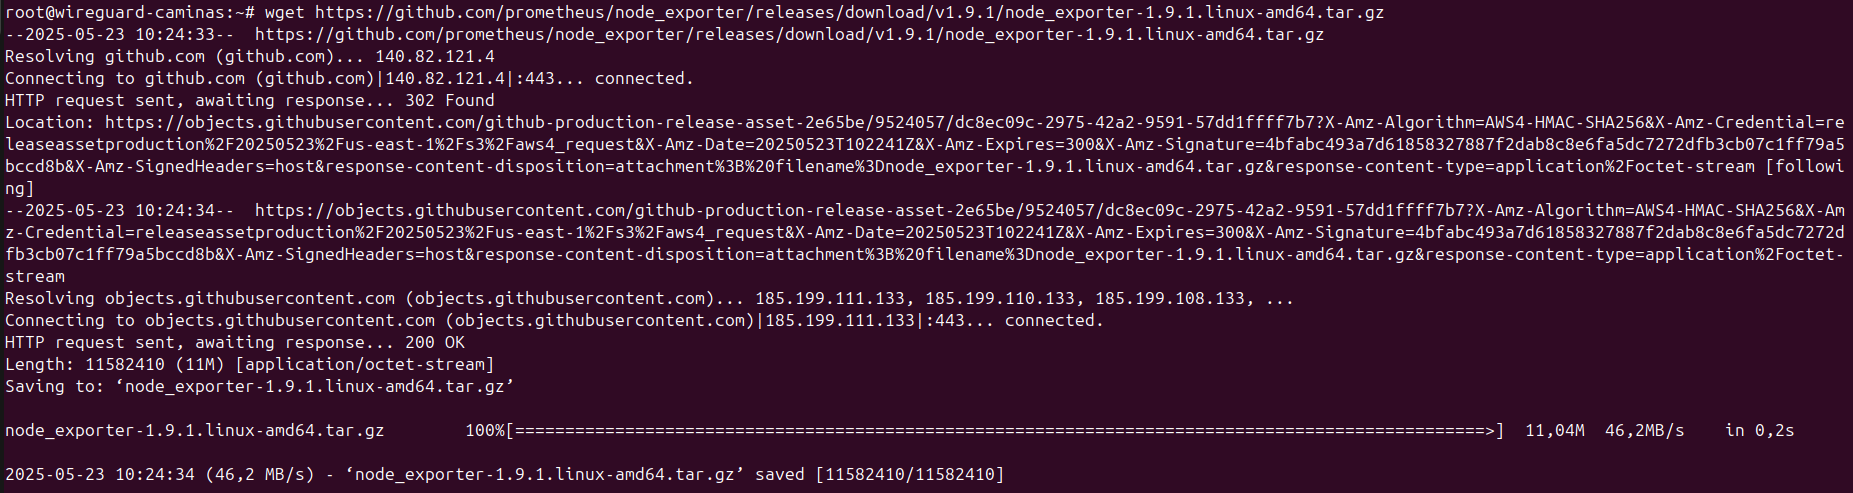 root@wireguard-caminas:~# wget https://github.com/prometheus/node_exporter/releases/download/v1.9.1/node_exporter-1.9.1.linux-amd64.tar.gz
--2025-05-23 10:24:33--  https://github.com/prometheus/node_exporter/releases/download/v1.9.1/node_exporter-1.9.1.linux-amd64.tar.gz
Resolving github.com (github.com)... 140.82.121.4
Connecting to github.com (github.com)|140.82.121.4|:443... connected.
HTTP request sent, awaiting response... 302 Found
Location: https://objects.githubusercontent.com/github-production-release-asset-2e65be/9524057/dc8ec09c-2975-42a2-9591-57dd1ffff7b7?X-Amz-Algorithm=AWS4-HMAC-SHA256&X-Amz-Credential=re
leaseassetproduction%2F20250523%2Fus-east-1%2Fs3%2Faws4_request&X-Amz-Date=20250523T102241Z&X-Amz-Expires=300&X-Amz-Signature=4bfabc493a7d61858327887f2dab8c8e6fa5dc7272dfb3cb07c1ff79a5
bccd8b&X-Amz-SignedHeaders=host&response-content-disposition=attachment%3B%20filename%3Dnode_exporter-1.9.1.linux-amd64.tar.gz&response-content-type=application%2Foctet-stream [followi
ng]
--2025-05-23 10:24:34--  https://objects.githubusercontent.com/github-production-release-asset-2e65be/9524057/dc8ec09c-2975-42a2-9591-57dd1ffff7b7?X-Amz-Algorithm=AWS4-HMAC-SHA256&X-Am
z-Credential=releaseassetproduction%2F20250523%2Fus-east-1%2Fs3%2Faws4_request&X-Amz-Date=20250523T102241Z&X-Amz-Expires=300&X-Amz-Signature=4bfabc493a7d61858327887f2dab8c8e6fa5dc7272d
fb3cb07c1ff79a5bccd8b&X-Amz-SignedHeaders=host&response-content-disposition=attachment%3B%20filename%3Dnode_exporter-1.9.1.linux-amd64.tar.gz&response-content-type=application%2Foctet-
stream
Resolving objects.githubusercontent.com (objects.githubusercontent.com)... 185.199.111.133, 185.199.110.133, 185.199.108.133, ...
Connecting to objects.githubusercontent.com (objects.githubusercontent.com)|185.199.111.133|:443... connected.
HTTP request sent, awaiting response... 200 OK
Length: 11582410 (11M) [application/octet-stream]
Saving to: ‘node_exporter-1.9.1.linux-amd64.tar.gz’
node_exporter-1.9.1.linux-amd64.tar.gz        100%[=================================================================================================>]  11,04M  46,2MB/s    in 0,2s
2025-05-23 10:24:34 (46,2 MB/s) - ‘node_exporter-1.9.1.linux-amd64.tar.gz’ saved [11582410/11582410]